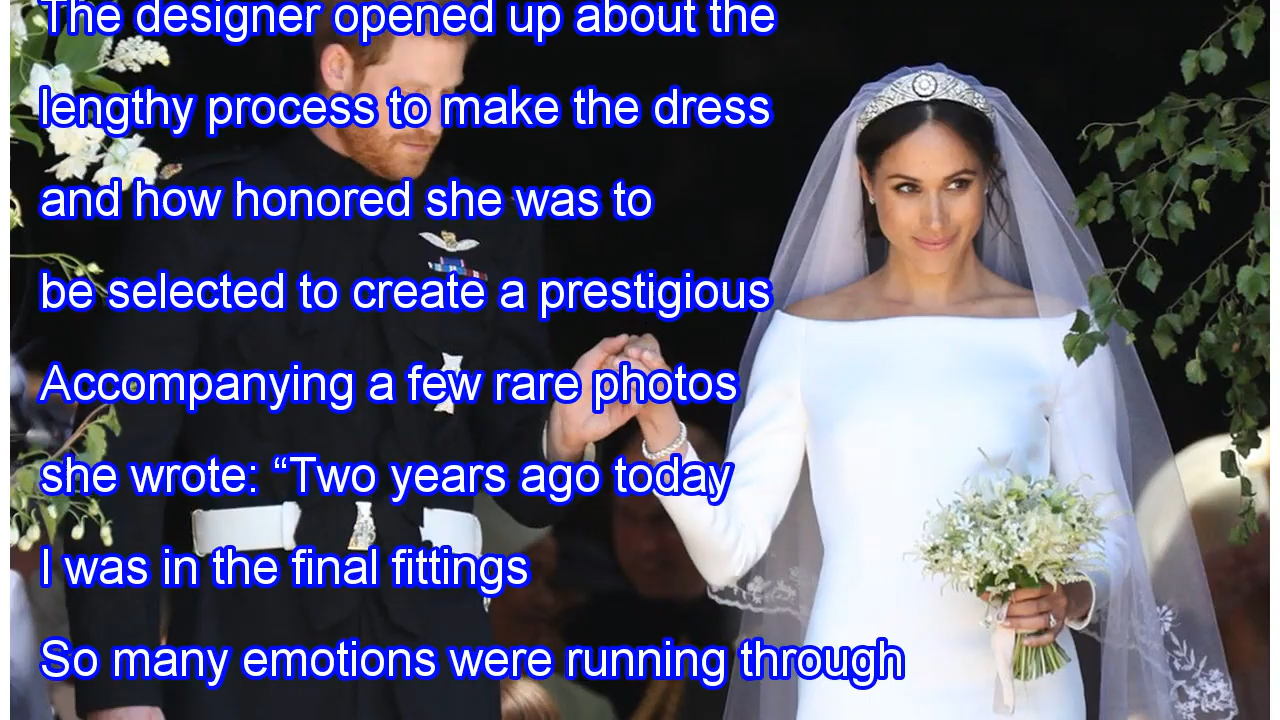 The designer opened up about the
lengthy process to make the dress
and how honored she was to
be selected to create a prestigious
Accompanying a few rare photos
she wrote: “Two years ago today
I was in the final fittings
So many emotions were running through